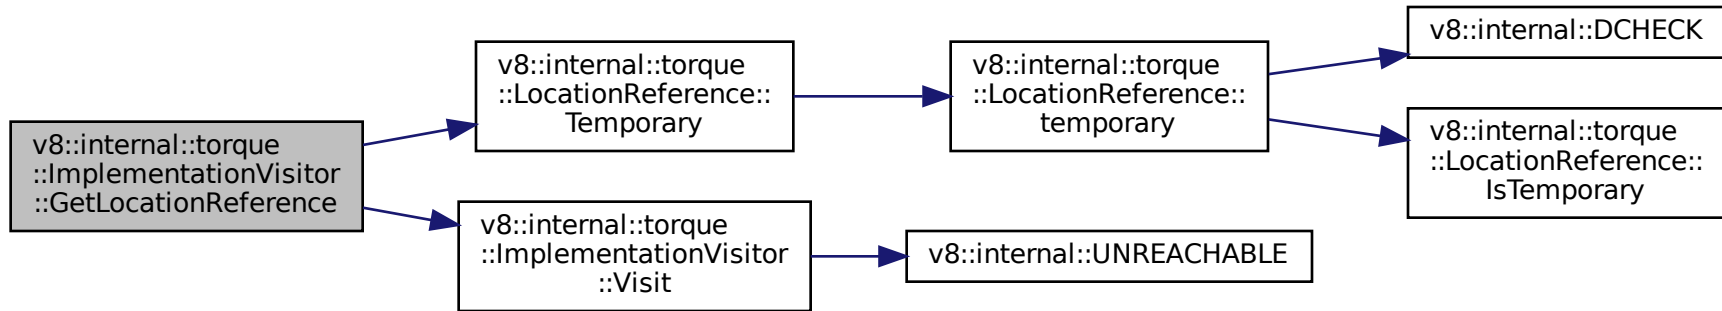 v8::internal::torque
::ImplementationVisitor
::GetLocationReference
v8::internal::torque
::LocationReference::
Temporary
v8::internal::torque
::ImplementationVisitor
::Visit
v8::internal::torque
::LocationReference::
temporary
v8::internal::UNREACHABLE
v8::internal::DCHECK
v8::internal::torque
::LocationReference::
IsTemporary